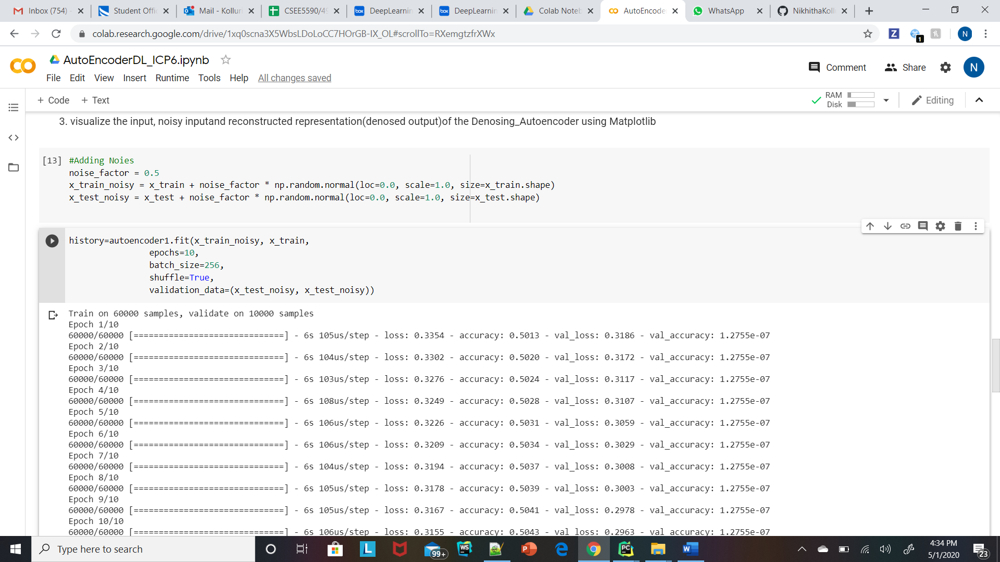 Inbox (754)
Student Offic
Mail - Kolluri
CSEE5590/49
DeepLearnin
DeepLearnin
Colab Noteb
AutoEncode
WhatsApp
NikhithaKoll
colab.research.google.com/drive/1xq0scna3X5WbsLDoLoCC7HOrGB-IX_OL#scrollTo=RXemgtzfrXWx
AutoEncoderDL_ICP6.ipynb
Comment
Share
N
File Edit View Insert Runtime Tools Help All changes saved
+ Code + Text
RAM
Disk
Editing
3. visualize the input, noisy inputand reconstructed representation(denosed output)of the Denosing_Autoencoder using Matplotlib
[13] #Adding Noies
noise_factor = 0.5
x_train_noisy = x_train + noise_factor * np.random.normal(loc=0.0, scale=1.0, size=x_train.shape)
x_test_noisy = x_test + noise_factor * np.random.normal(loc=0.0, scale=1.0, size=x_test.shape)
history=autoencoder1.fit(x_train_noisy, x_train,
epochs=10,
batch_size=256,
shuffle=True,
validation_data=(x_test_noisy, x_test_noisy))
Train on 60000 samples, validate on 10000 samples
Epoch 1/10
60000/60000 [==============================] - 6s 105us/step - loss: 0.3354 - accuracy: 0.5013 - val_loss: 0.3186 - val_accuracy: 1.2755e-07
Epoch 2/10
60000/60000 [==============================] - 6s 104us/step - loss: 0.3302 - accuracy: 0.5020 - val_loss: 0.3172 - val_accuracy: 1.2755e-07
Epoch 3/10
60000/60000 [==============================] - 6s 103us/step - loss: 0.3276 - accuracy: 0.5024 - val_loss: 0.3117 - val_accuracy: 1.2755e-07
Epoch 4/10
60000/60000 [==============================] - 6s 108us/step - loss: 0.3249 - accuracy: 0.5028 - val_loss: 0.3107 - val_accuracy: 1.2755e-07
Epoch 5/10
60000/60000 [==============================] - 6s 106us/step - loss: 0.3226 - accuracy: 0.5031 - val_loss: 0.3059 - val_accuracy: 1.2755e-07
Epoch 6/10
60000/60000 [==============================] - 6s 106us/step - loss: 0.3209 - accuracy: 0.5034 - val_loss: 0.3029 - val_accuracy: 1.2755e-07
Epoch 7/10
60000/60000 [==============================] - 6s 104us/step - loss: 0.3194 - accuracy: 0.5037 - val_loss: 0.3008 - val_accuracy: 1.2755e-07
Epoch 8/10
60000/60000 [==============================] - 6s 105us/step - loss: 0.3178 - accuracy: 0.5039 - val_loss: 0.3003 - val_accuracy: 1.2755e-07
Epoch 9/10
60000/60000 [==============================] - 6s 105us/step - loss: 0.3167 - accuracy: 0.5041 - val_loss: 0.2978 - val_accuracy: 1.2755e-07
Epoch 10/10
60000/60000 [==============================] - 6s 106us/step - loss: 0.3155 - accuracy: 0.5043 - val_loss: 0.2963 - val_accuracy: 1.2755e-07
Type here to search
99+
4:34 PM
5/1/2020
23